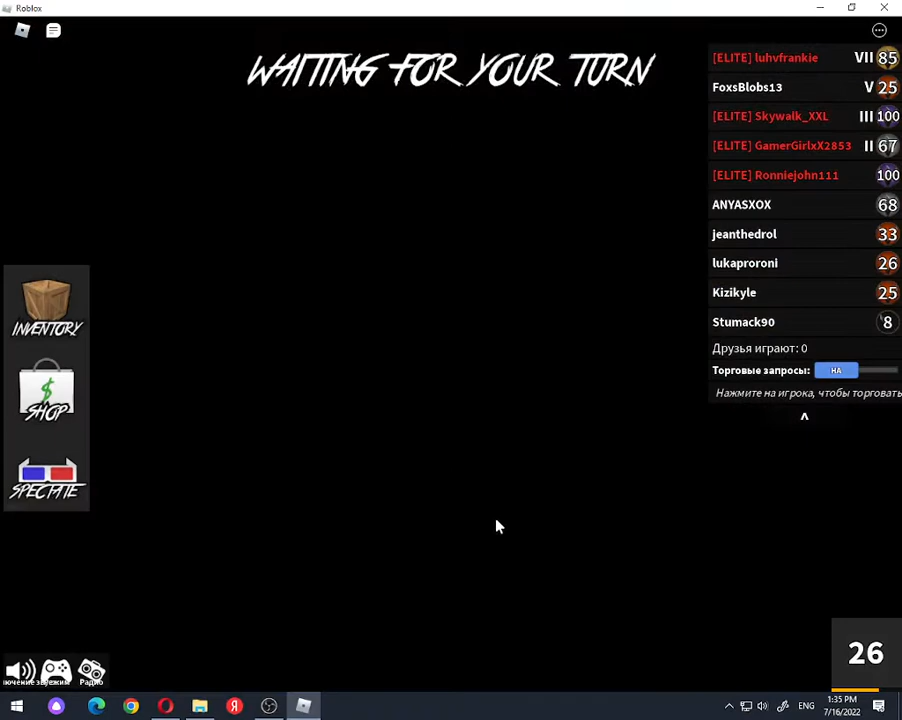 Roblox
WAITING FOR YOUR TURN
[ELITE] luhvfrankie VII 85
FoxsBlobs13 V 25
[ELITE] Skywalk_XXL III 100
[ELITE] GamerGirlxX2853 II 67
[ELITE] Ronniejohn111 100
ANYASXOX 68
jeanthedrol 33
lukaproroni 26
Kizikyle 25
Stumack90 8
Друзья играют: 0
Торговые запросы: НА
Нажмите на игрока, чтобы торговать
INVENTORY
SHOP
SPECTATE
26
Радио
ENG
1:35 PM
7/16/2022